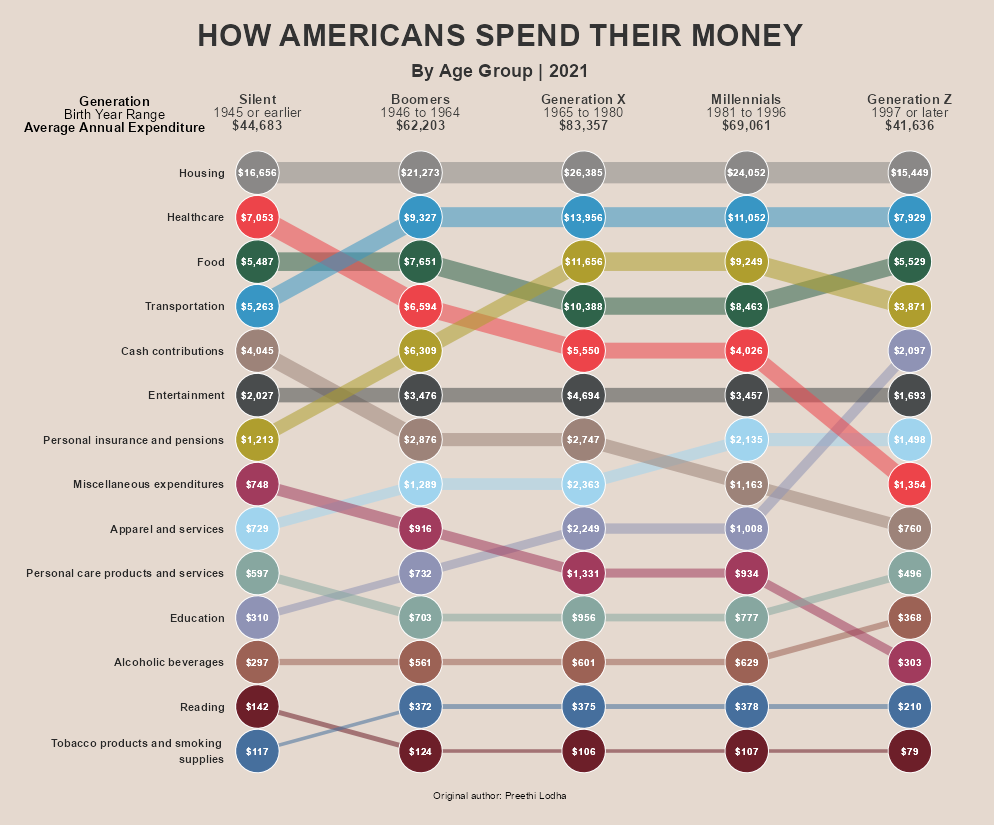 HOW AMERICANS SPEND THEIR MONEY
By Age Group | 2021
Generation Silent Boomers Generation X Millennials Generation Z
Birth Year Range 1945 or earlier 1946 to 1964 1965 to 1980 1981 to 1996 1997 or later
Average Annual Expenditure $44,683 $62,203 $83,357 $69,061 $41,636
Housing $16,656 $21,273 $26,385 $24,052 $15,449
Healthcare $7,053 $9,327 $13,956 $11,052 $7,929
Food $5,487 $7,651 $11,656 $9,249 $5,529
Transportation $5,263 $6,594 $10,388 $8,463 $3,871
Cash contributions $4,045 $6,309 $5,550 $4,026 $2,097
Entertainment $2,027 $3,476 $4,694 $3,457 $1,693
Personal insurance and pensions $1,213 $2,876 $2,747 $2,135 $1,498
Miscellaneous expenditures $748 $1,289 $2,363 $1,163 $1,354
Apparel and services $729 $916 $2,249 $1,008 $760
Personal care products and services $597 $732 $1,331 $934 $496
Education $310 $703 $956 $777 $368
Alcoholic beverages $297 $561 $601 $629 $303
Reading $142 $372 $375 $378 $210
Tobacco products and smoking
supplies $117 $124 $106 $107 $79
Original author: Preethi Lodha